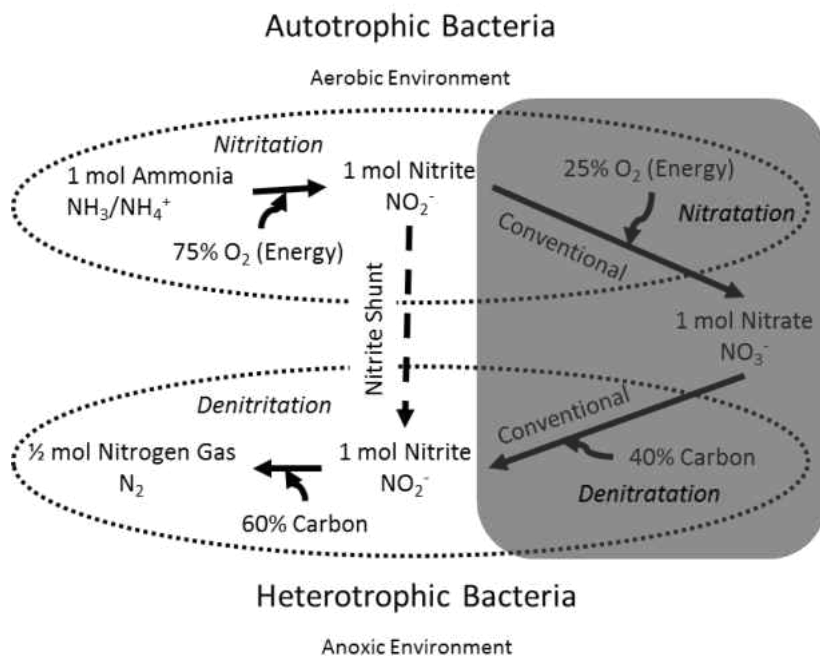 Autotrophic Bacteria
Aerobic Environment
Nitritation
1 mol Ammonia
NH₃/NH₄⁺
75% O₂ (Energy)
1 mol Nitrite
NO₂⁻
25% O₂ (Energy)
Nitratation
Conventional
1 mol Nitrate
NO₃⁻
Nitrite Shunt
Denitritation
½ mol Nitrogen Gas
N₂
60% Carbon
1 mol Nitrite
NO₂⁻
Conventional
40% Carbon
Denitratation
Heterotrophic Bacteria
Anoxic Environment